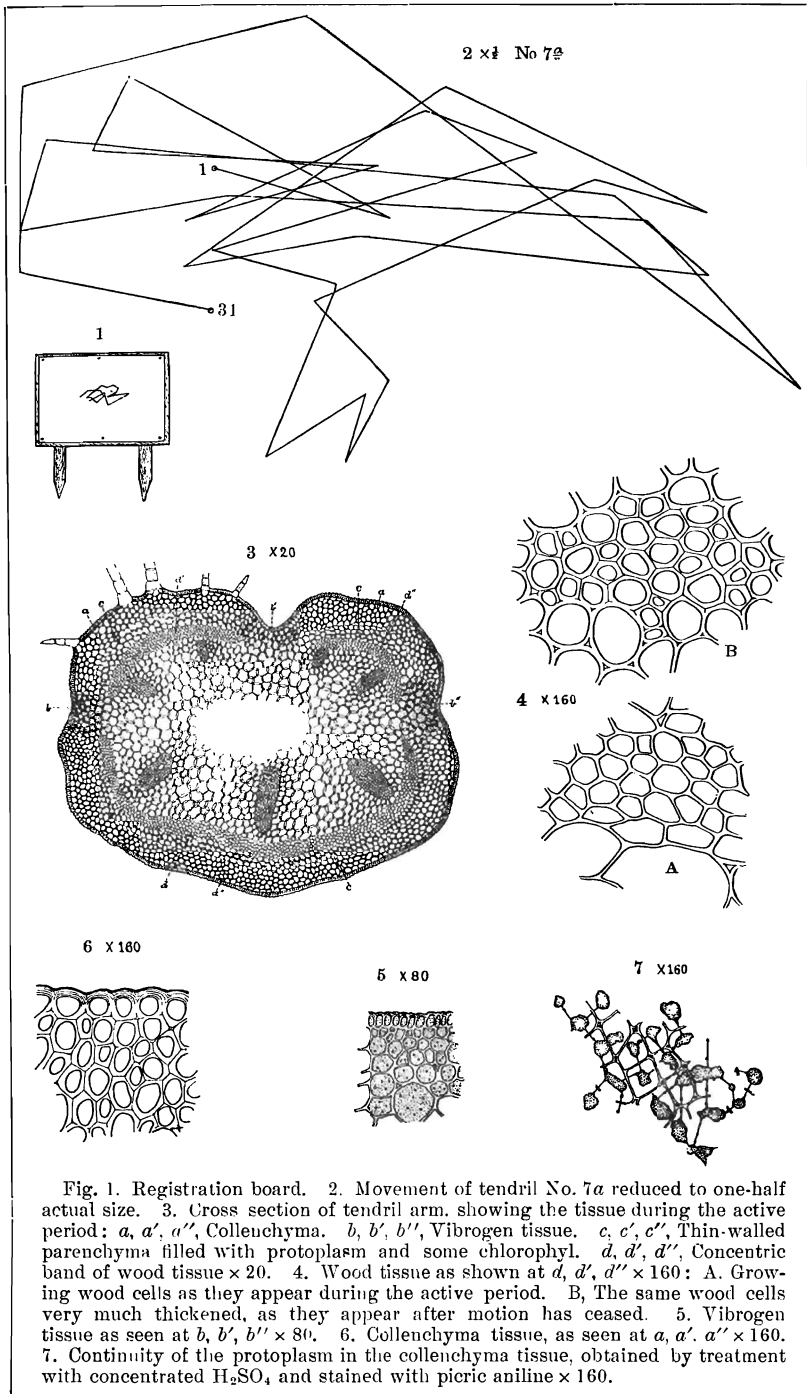 2 ×½ No 7a
1
31
1
3 ×20
d'
b'
c
a
d"
a
c
b
b"
d
d'
c
B
4 ×160
A
6 ×160
5 ×80
7 ×160
Fig. 1. Registration board. 2. Movement of tendril No. 7a reduced to one-half
actual size. 3. Cross section of tendril arm. showing the tissue during the active
period: a, a', a'', Collenchyma. b, b', b'', Vibrogen tissue. c, c', c'', Thin-walled
parenchyma filled with protoplasm and some chlorophyl. d, d', d'', Concentric
band of wood tissue × 20. 4. Wood tissue as shown at d, d', d'' × 160: A. Grow-
ing wood cells as they appear during the active period. B, The same wood cells
very much thickened, as they appear after motion has ceased. 5. Vibrogen
tissue as seen at b, b', b'' × 80. 6. Collenchyma tissue, as seen at a, a'. a'' × 160.
7. Continuity of the protoplasm in the collenchyma tissue, obtained by treatment
with concentrated H₂SO₄ and stained with picric aniline × 160.